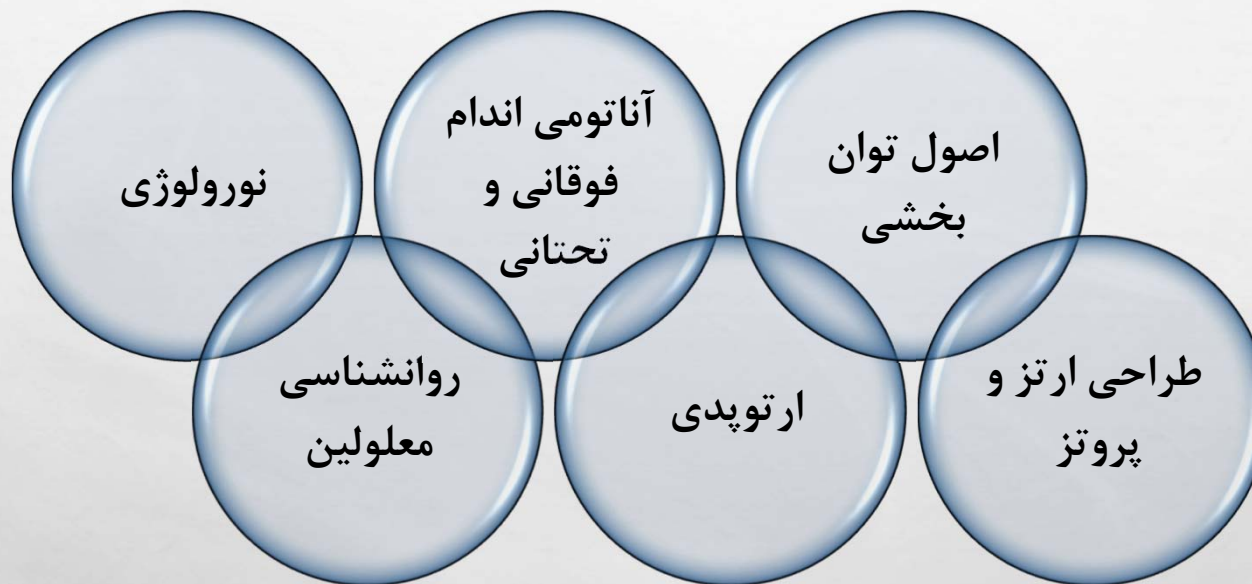 اصول توان
بخشی
آناتومی اندام
فوقانی و
تحتانی
نورولوژی
طراحی ارتز و
پروتز
ارتوپدی
روانشناسی
معلولین